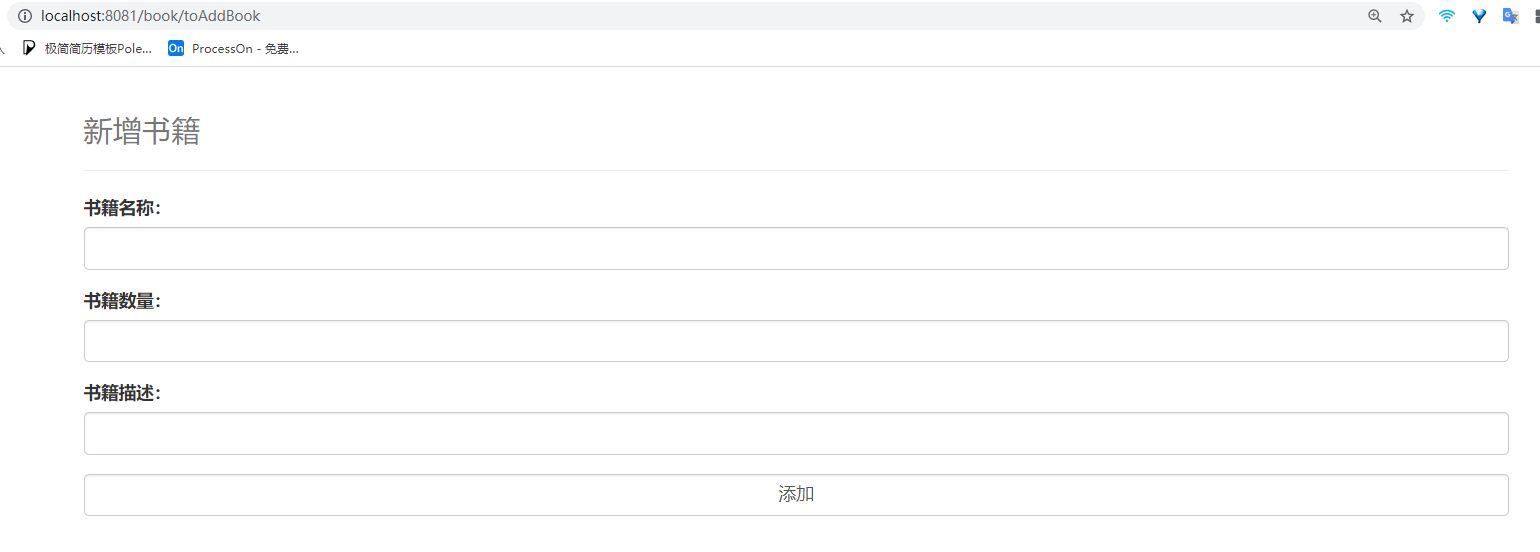 localhost:8081/book/toAddBook
极简简历模板Pole... On ProcessOn - 免费...
新增书籍
书籍名称：
书籍数量：
书籍描述：
添加